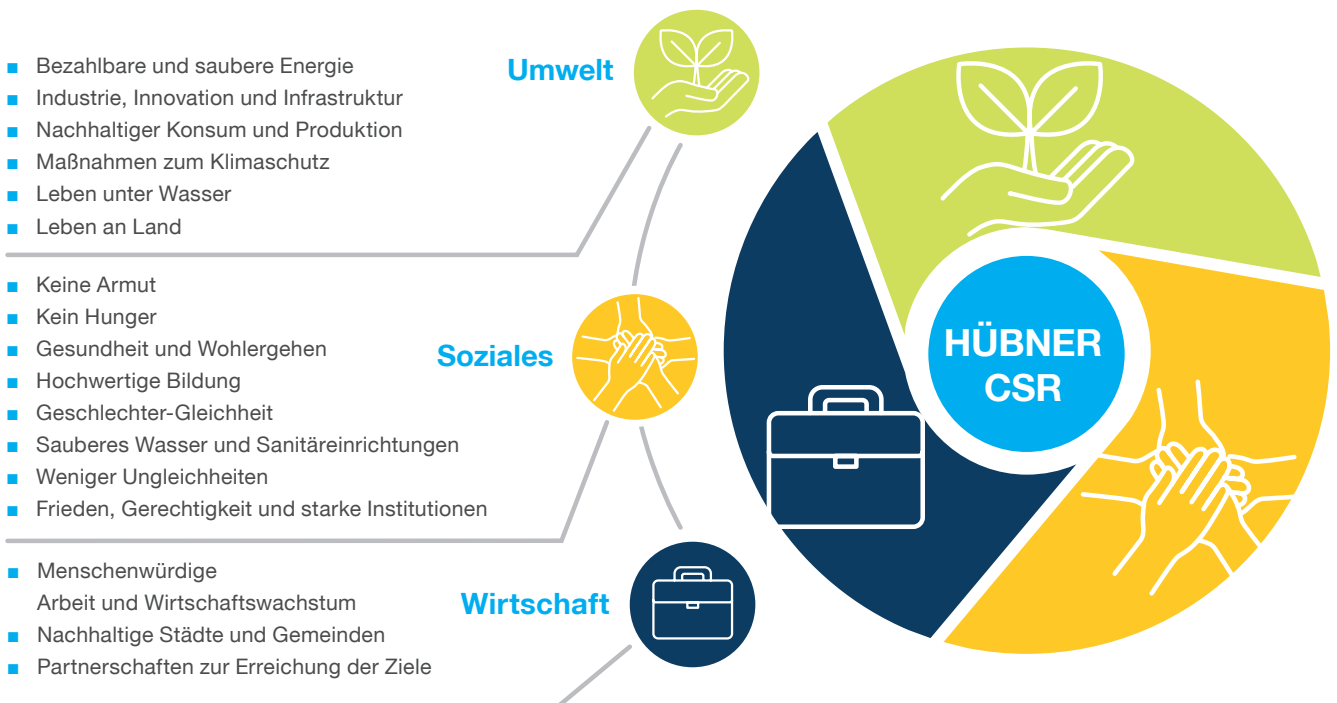 Umwelt
■ Bezahlbare und saubere Energie
■ Industrie, Innovation und Infrastruktur
■ Nachhaltiger Konsum und Produktion
■ Maßnahmen zum Klimaschutz
■ Leben unter Wasser
■ Leben an Land
Soziales
■ Keine Armut
■ Kein Hunger
■ Gesundheit und Wohlergehen
■ Hochwertige Bildung
■ Geschlechter-Gleichheit
■ Sauberes Wasser und Sanitäreinrichtungen
■ Weniger Ungleichheiten
■ Frieden, Gerechtigkeit und starke Institutionen
Wirtschaft
■ Menschenwürdige
Arbeit und Wirtschaftswachstum
■ Nachhaltige Städte und Gemeinden
■ Partnerschaften zur Erreichung der Ziele
HÜBNER
CSR